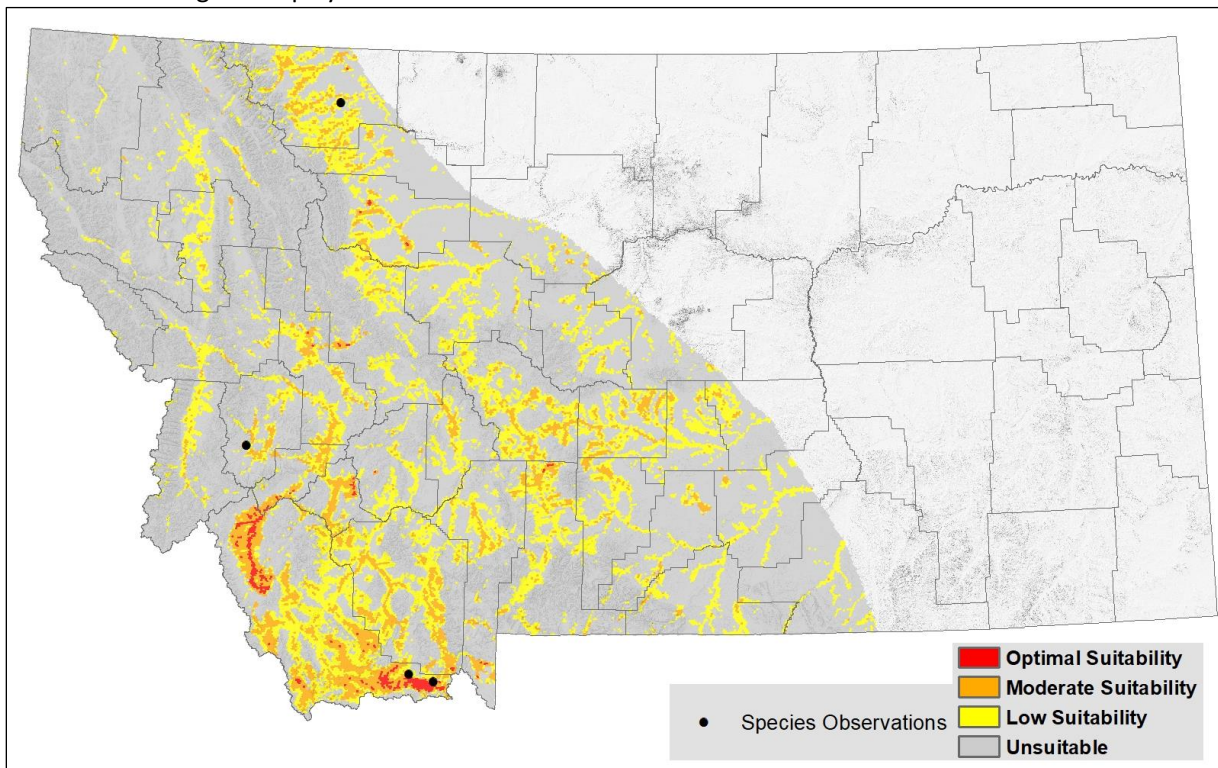 Optimal Suitability
Moderate Suitability
Species Observations
Low Suitability
Unsuitable